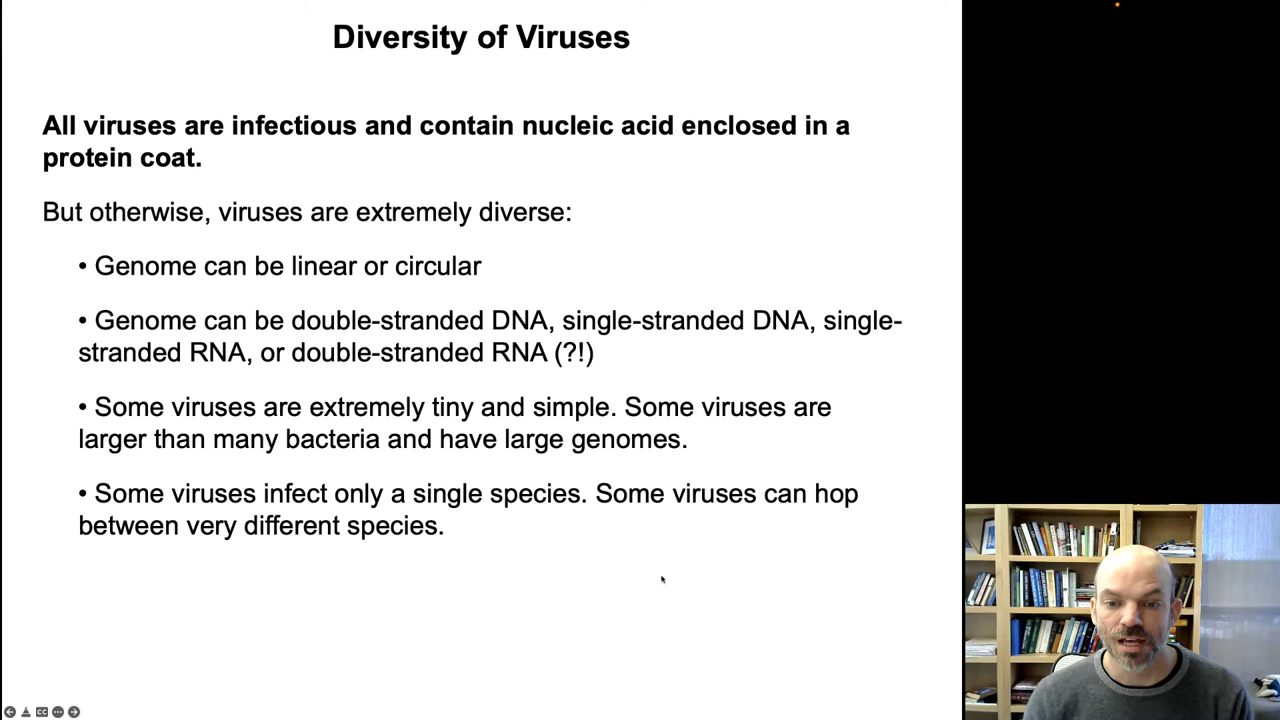 Diversity of Viruses
All viruses are infectious and contain nucleic acid enclosed in a
protein coat.
But otherwise, viruses are extremely diverse:
• Genome can be linear or circular
• Genome can be double-stranded DNA, single-stranded DNA, single-
stranded RNA, or double-stranded RNA (?!)
• Some viruses are extremely tiny and simple. Some viruses are
larger than many bacteria and have large genomes.
• Some viruses infect only a single species. Some viruses can hop
between very different species.